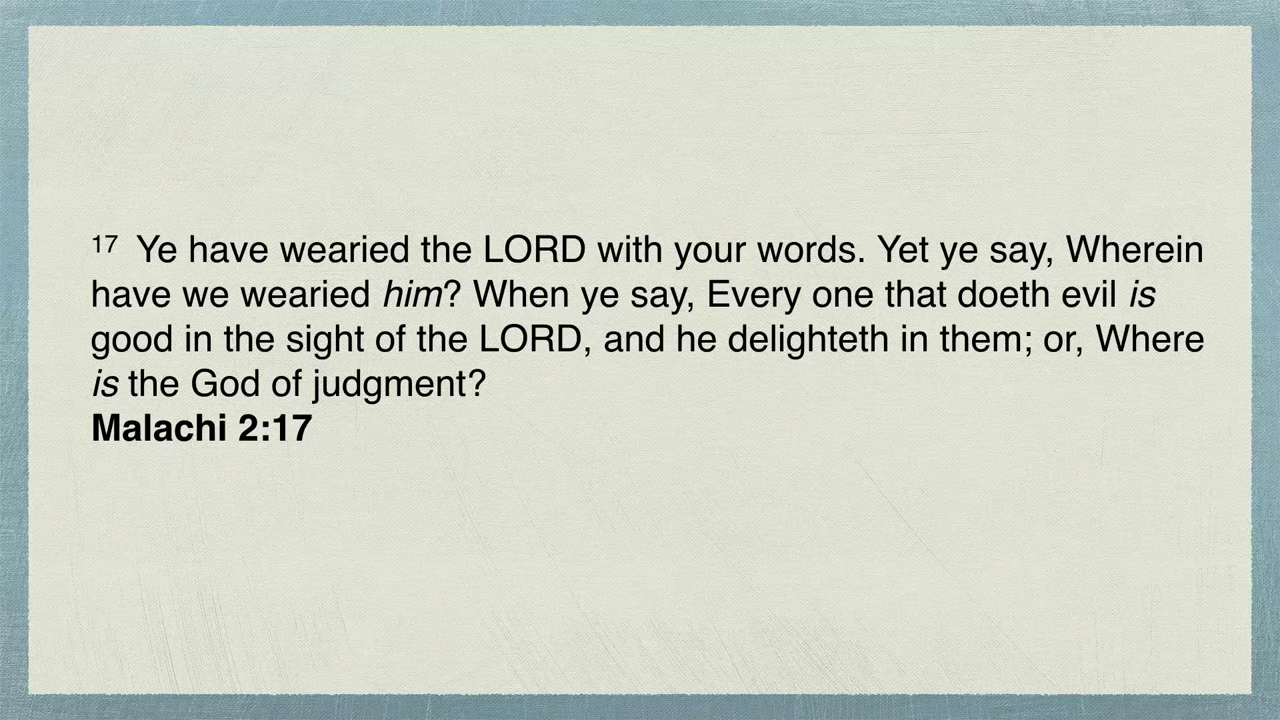 17 Ye have wearied the LORD with your words. Yet ye say, Wherein
have we wearied him? When ye say, Every one that doeth evil is
good in the sight of the LORD, and he delighteth in them; or, Where
is the God of judgment?
Malachi 2:17